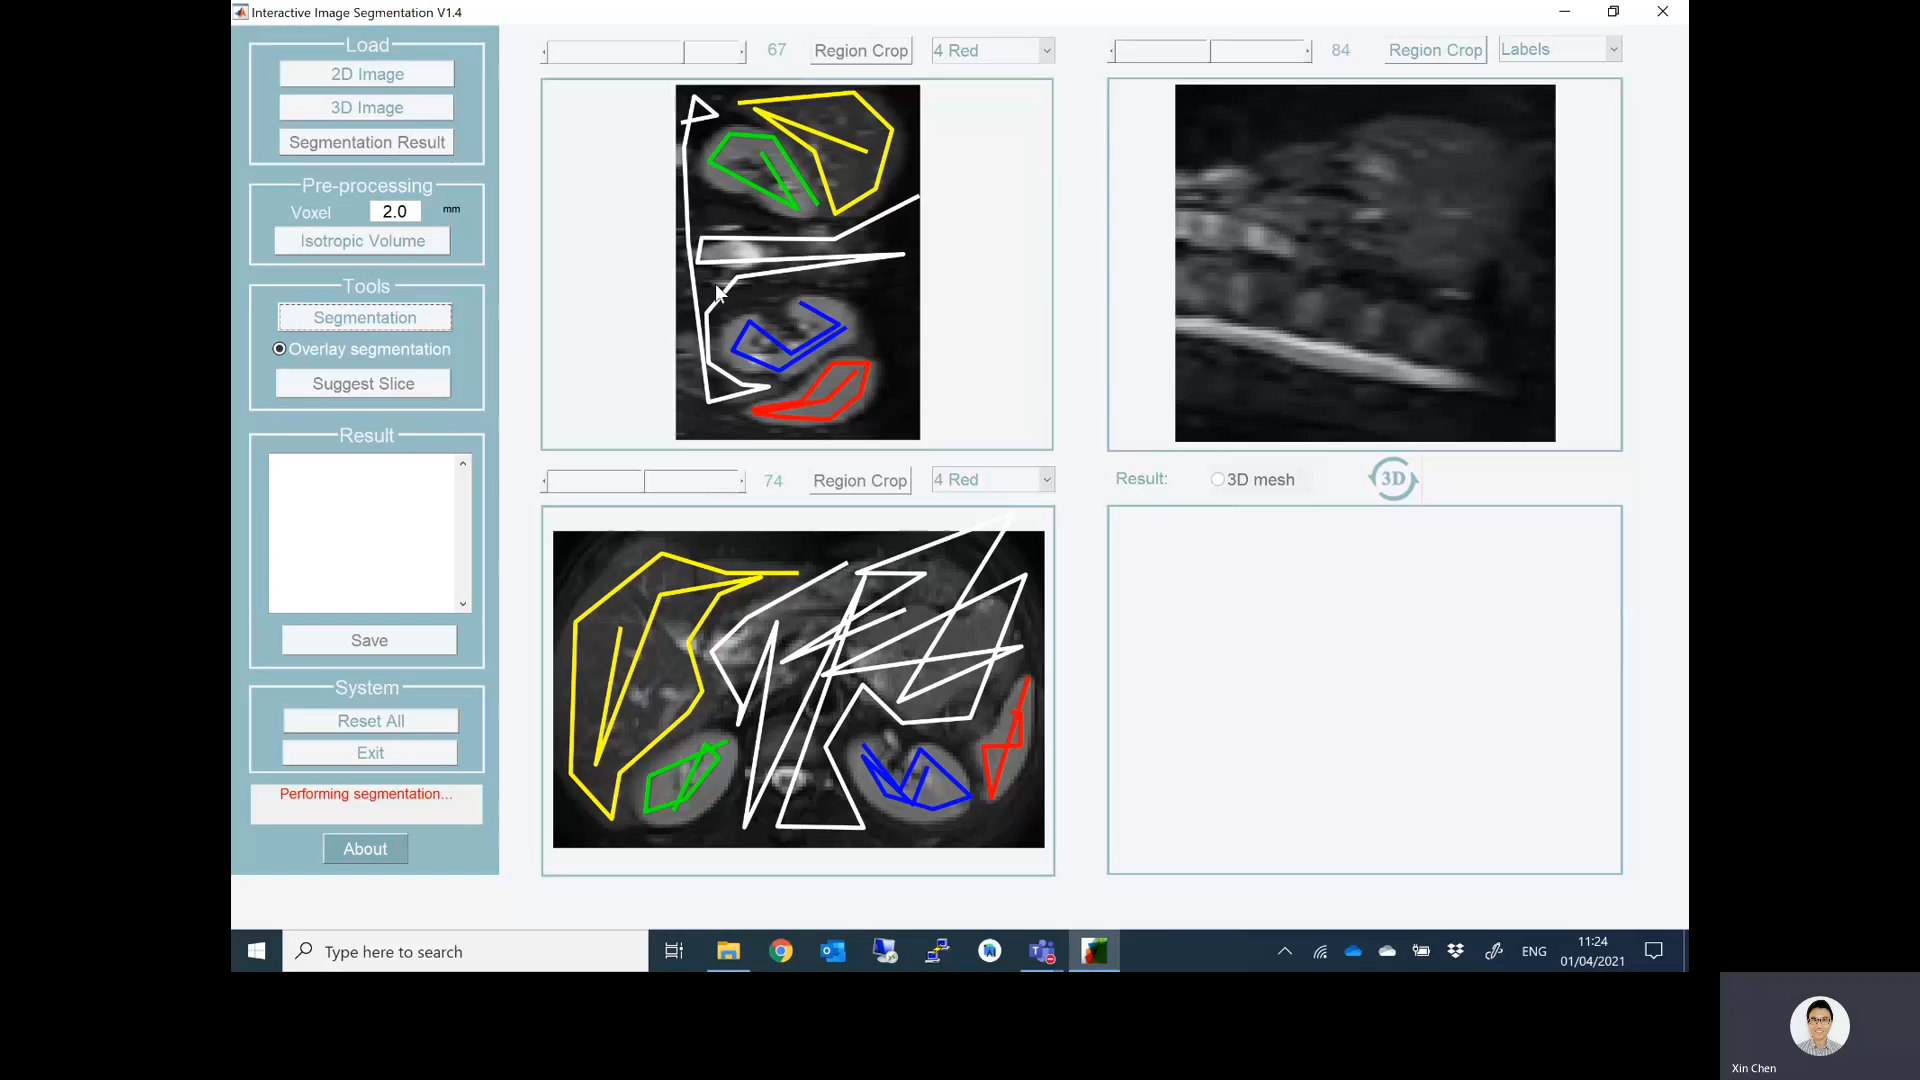 Interactive Image Segmentation V1.4
Load
2D Image
3D Image
Segmentation Result
Pre-processing
Voxel 2.0 mm
Isotropic Volume
Tools
Segmentation
Overlay segmentation
Suggest Slice
Result
Save
System
Reset All
Exit
Performing segmentation...
About
67 Region Crop 4 Red
84 Region Crop Labels
74 Region Crop 4 Red
Result: 3D mesh 3D
Type here to search
ENG
11:24
01/04/2021
Xin Chen